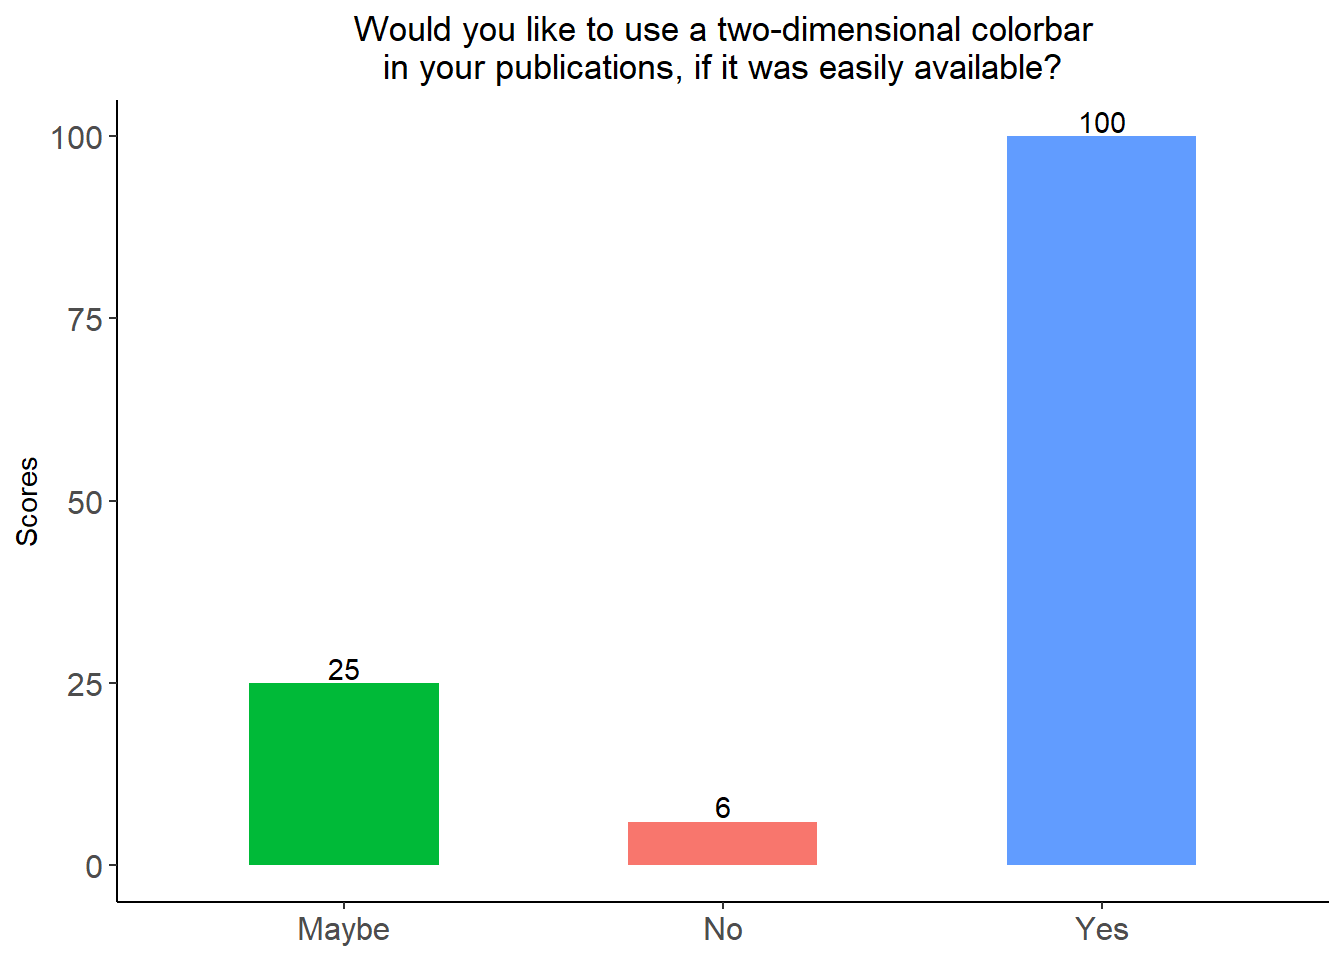 Would you like to use a two-dimensional colorbar
in your publications, if it was easily available?
Scores
100
75
50
25
0
25
6
100
Maybe
No
Yes